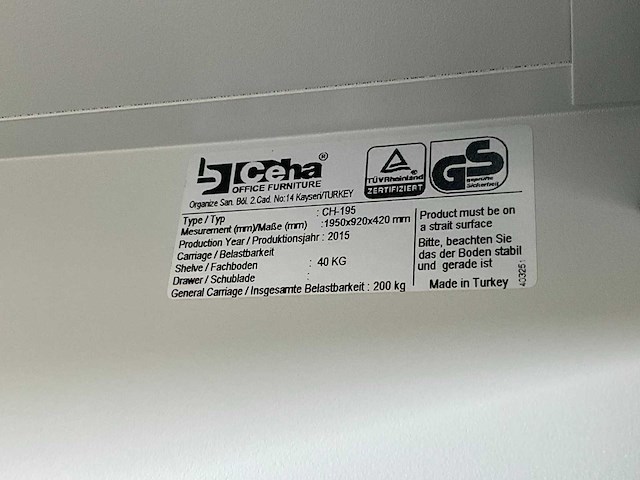 Ceha®
OFFICE FURNITURE
Organize San. Böl. 2.Cad. No:14 Kayseri/TURKEY
TÜVRheinland
ZERTIFIZIERT
GS
geprüfte
Sicherheit
Type / Typ : CH-195
Mesurement (mm)/Maße (mm) : 1950x920x420 mm
Production Year / Produktionsjahr : 2015
Carriage / Belastbarkeit
Shelve / Fachboden : 40 KG
Drawer / Schublade :
General Carriage / Insgesamte Belastbarkeit : 200 kg
Product must be on
a strait surface
Bitte, beachten Sie
das der Boden stabil
und gerade ist
Made in Turkey
403251